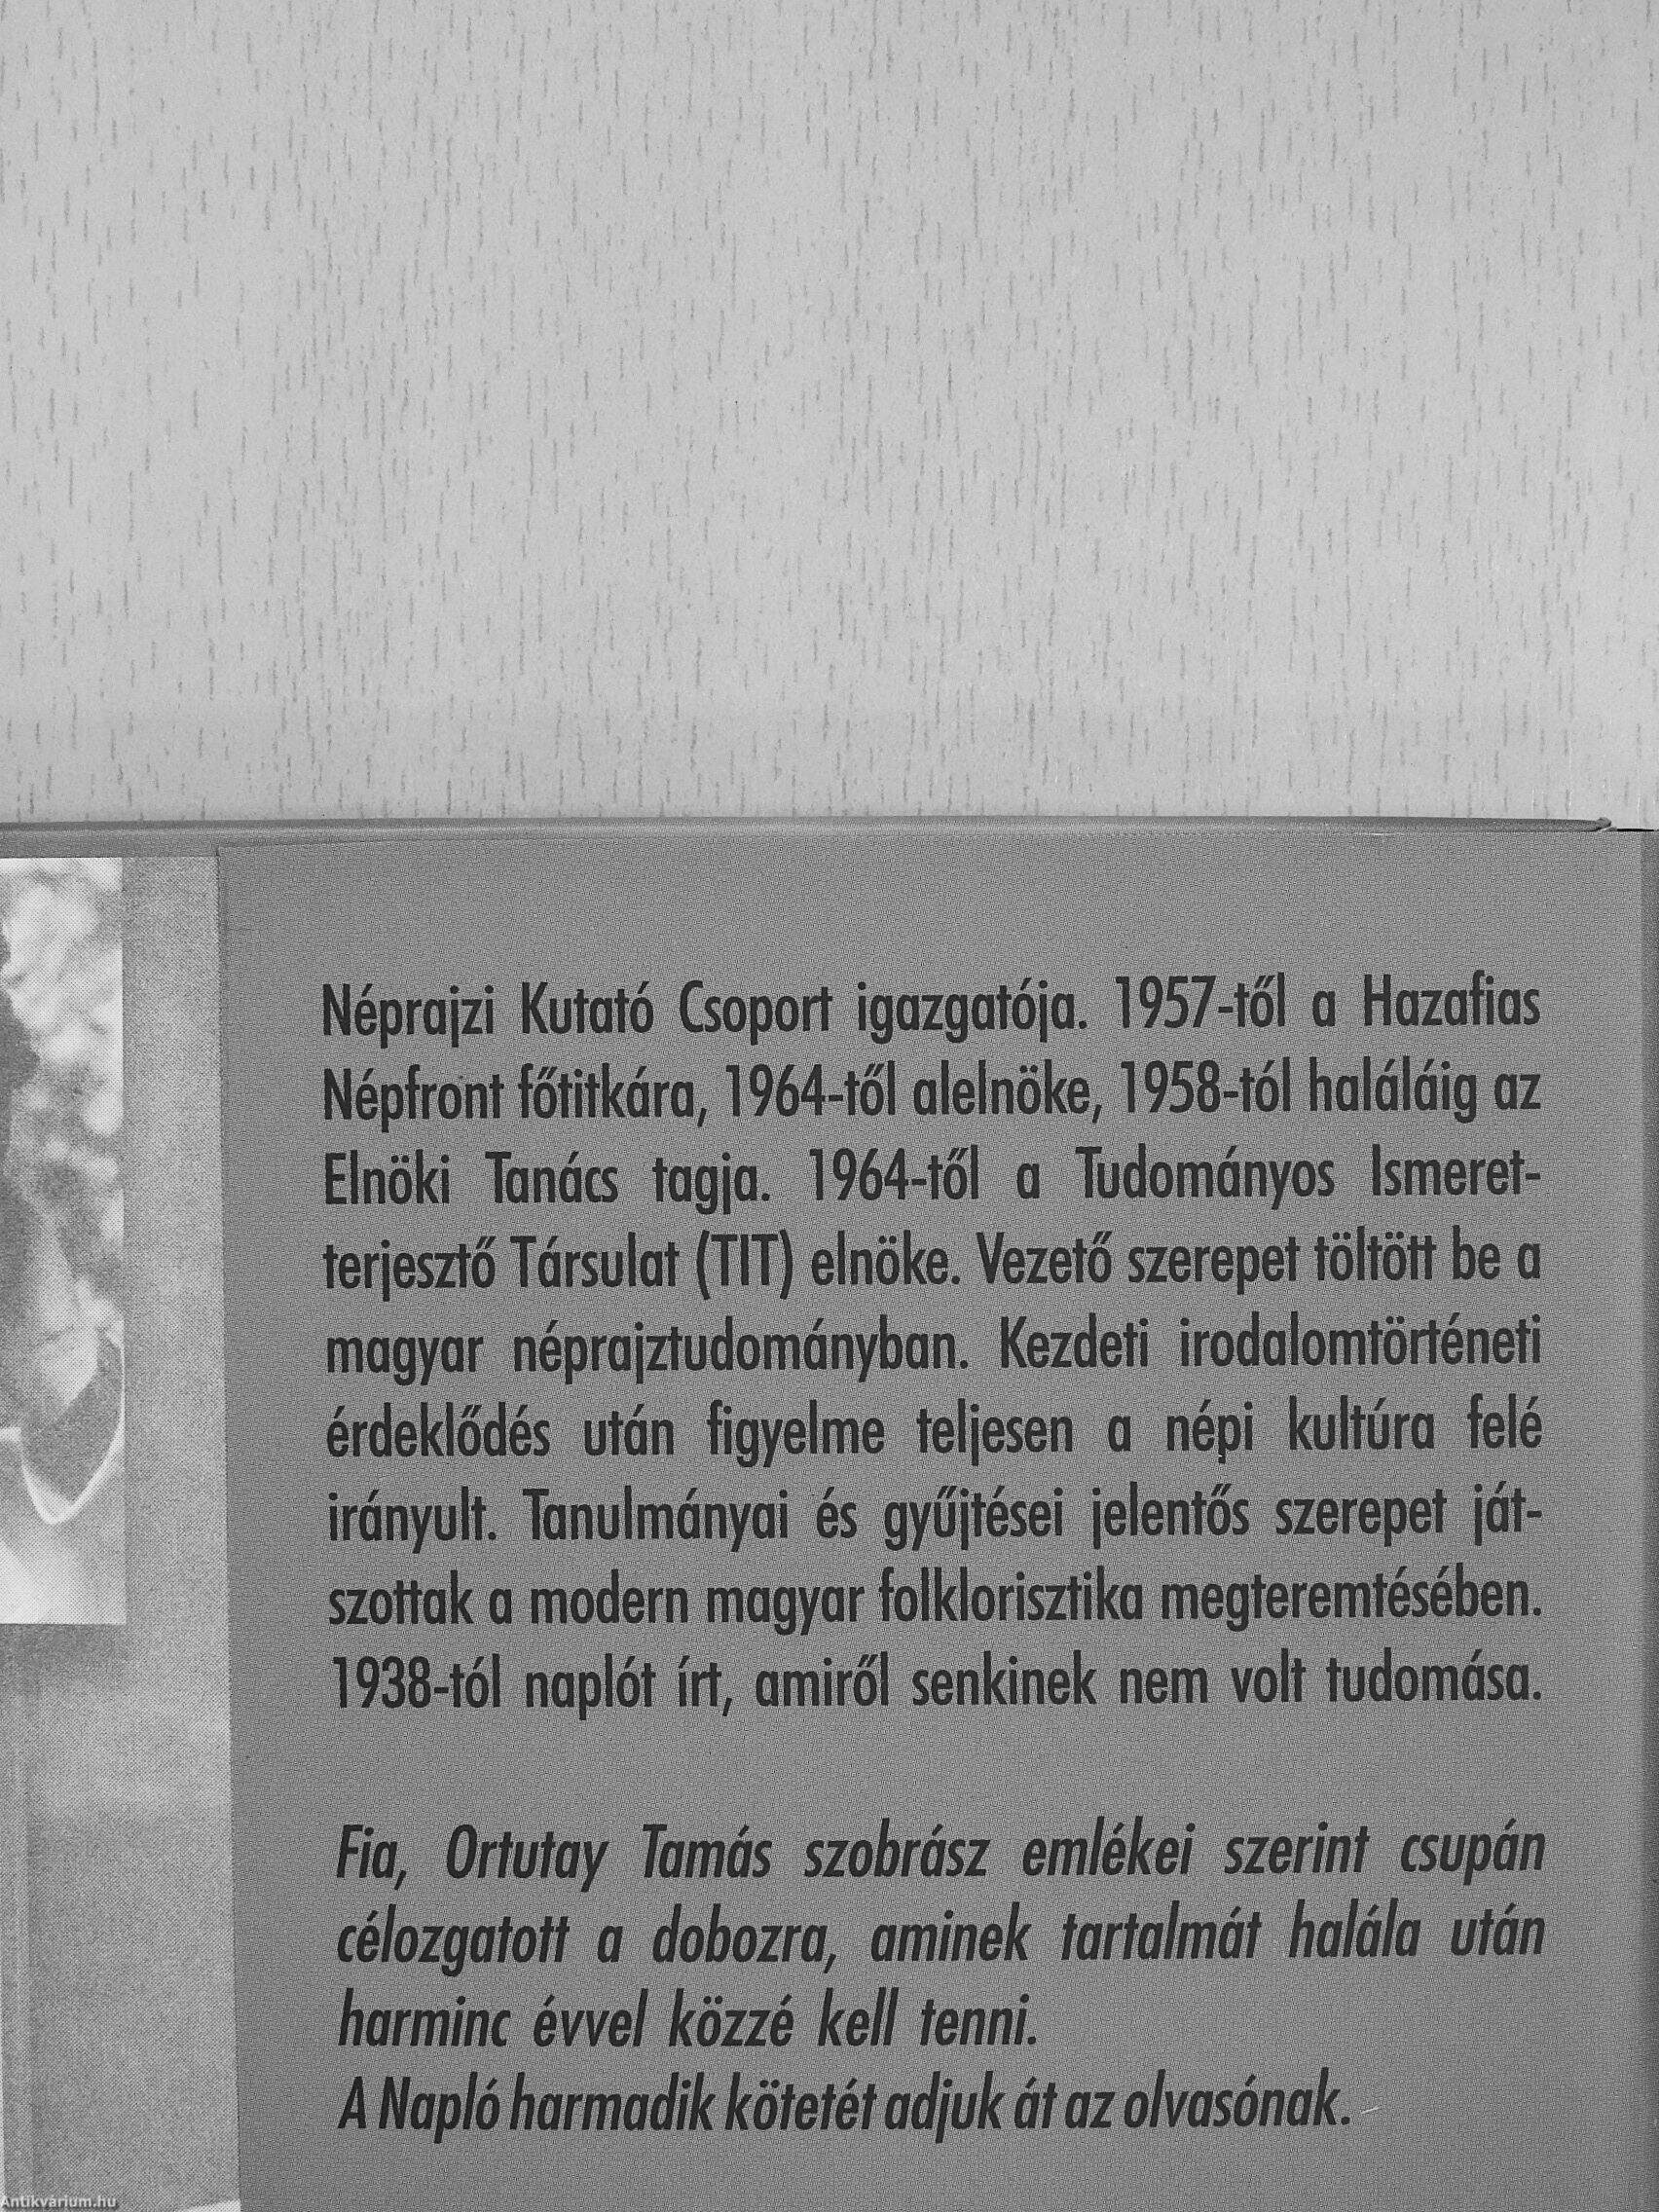 Néprajzi Kutató Csoport igazgatója. 1957-től a Hazafias
Népfront főtitkára, 1964-től alelnöke, 1958-tól haláláig az
Elnöki Tanács tagja. 1964-től a Tudományos Ismeret-
terjesztő Társulat (TIT) elnöke. Vezető szerepet töltött be a
magyar néprajztudományban. Kezdeti irodalomtörténeti
érdeklődés után figyelme teljesen a népi kultúra felé
irányult. Tanulmányai és gyűjtései jelentős szerepet ját-
szottak a modern magyar folklorisztika megteremtésében.
1938-tól naplót írt, amiről senkinek nem volt tudomása.
Fia, Ortutay Tamás szobrász emlékei szerint csupán
célozgatott a dobozra, aminek tartalmát halála után
harminc évvel közzé kell tenni.
A Napló harmadik kötetét adjuk át az olvasónak.
Antikvárium.hu